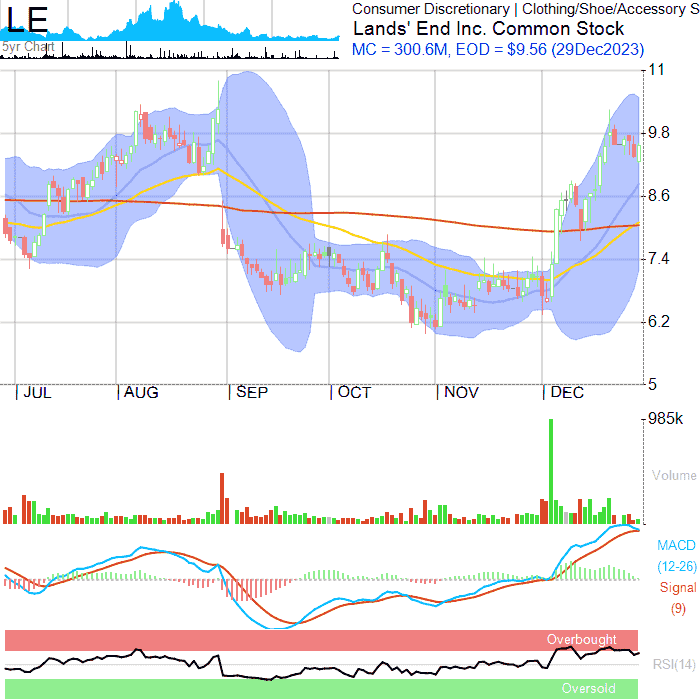 LE
5yr Chart
Consumer Discretionary | Clothing/Shoe/Accessory S
Lands' End Inc. Common Stock
MC = 300.6M, EOD = $9.56 (29Dec2023)
11
9.8
8.6
7.4
6.2
5
JUL AUG SEP OCT NOV DEC
985k
Volume
MACD
(12-26)
Signal
(9)
Overbought
RSI(14)
Oversold